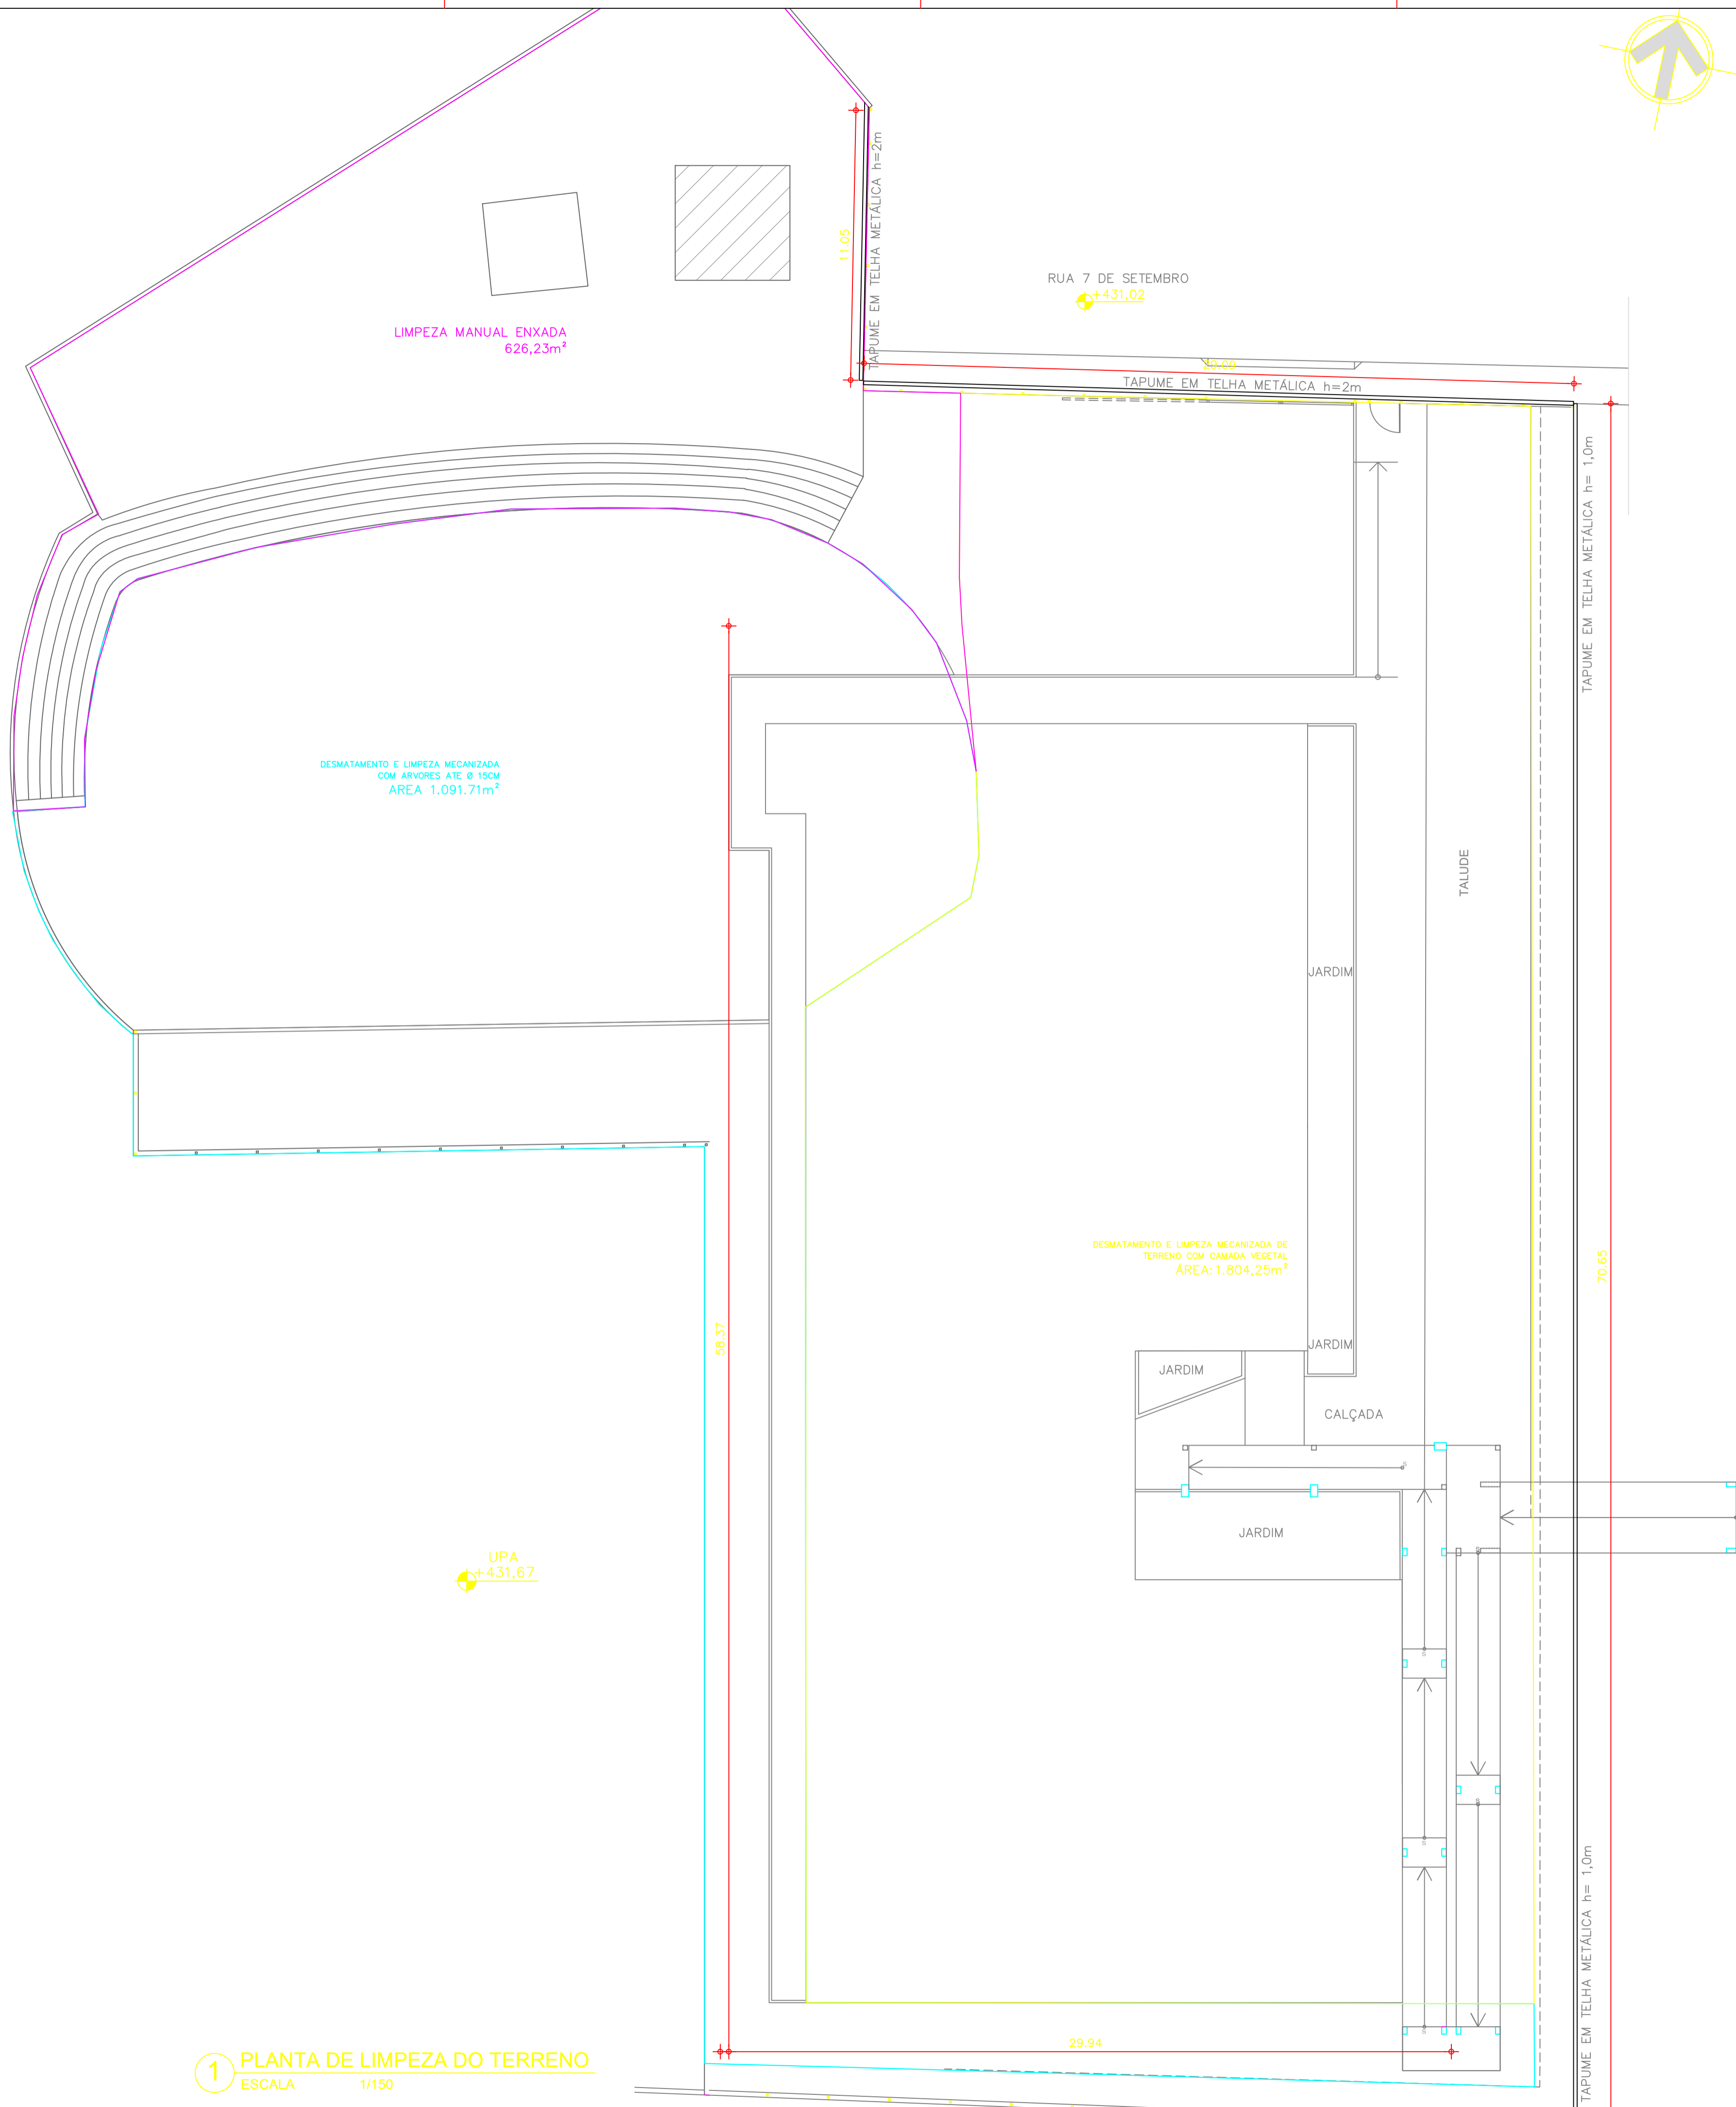 TAPUME EM TELHA METÁLICA h=2m
11.05
RUA 7 DE SETEMBRO
+431,02
LIMPEZA MANUAL ENXADA
626,23m²
TAPUME EM TELHA METÁLICA h=2m
TAPUME EM TELHA METÁLICA h= 1,0m
DESMATAMENTO E LIMPEZA MECANIZADA
COM ARVORES ATE Ø 15CM
AREA 1.091.71m²
TALUDE
JARDIM
DESMATAMENTO E LIMPEZA MECANIZADA DE
TERRENO COM CAMADA VEGETAL
ÁREA: 1.804,25m²
70.65
58.37
JARDIM
JARDIM
CALÇADA
JARDIM
UPA
+431,67
TAPUME EM TELHA METÁLICA h= 1,0m
29.94
1
PLANTA DE LIMPEZA DO TERRENO
ESCALA 1/150